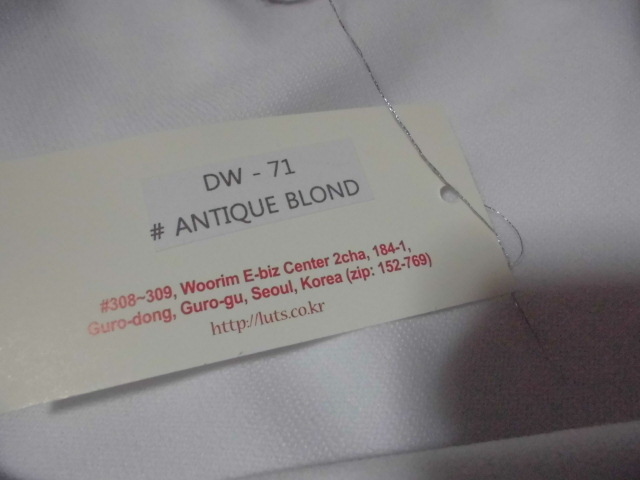 DW - 71
# ANTIQUE BLOND
#308~309, Woorim E-biz Center 2cha, 184-1,
Guro-dong, Guro-gu, Seoul, Korea (zip: 152-769)
http://luts.co.kr